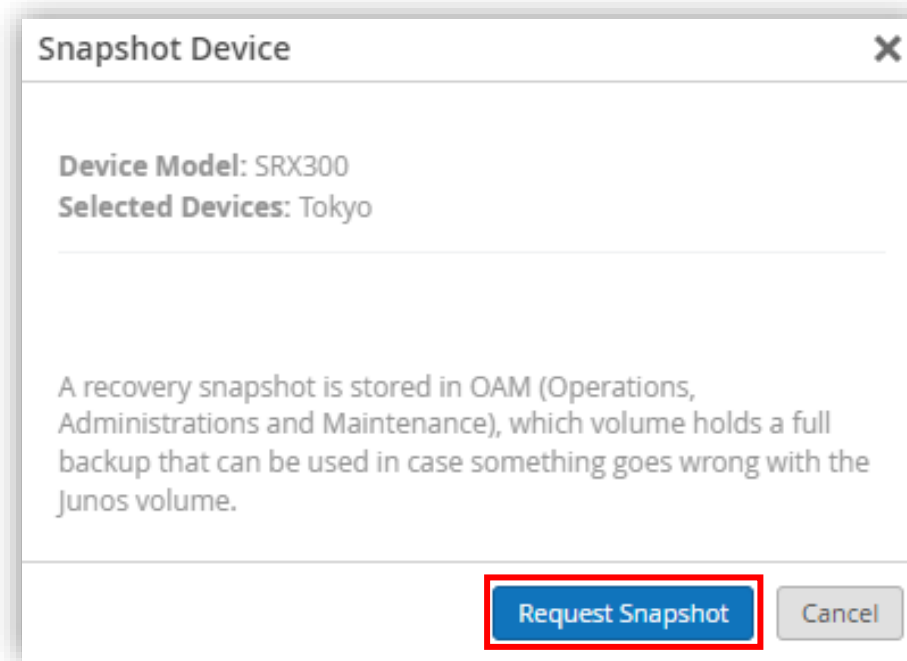 Snapshot Device
Device Model: SRX300
Selected Devices: Tokyo
A recovery snapshot is stored in OAM (Operations,
Administrations and Maintenance), which volume holds a full
backup that can be used in case something goes wrong with the
Junos volume.
Request Snapshot
Cancel